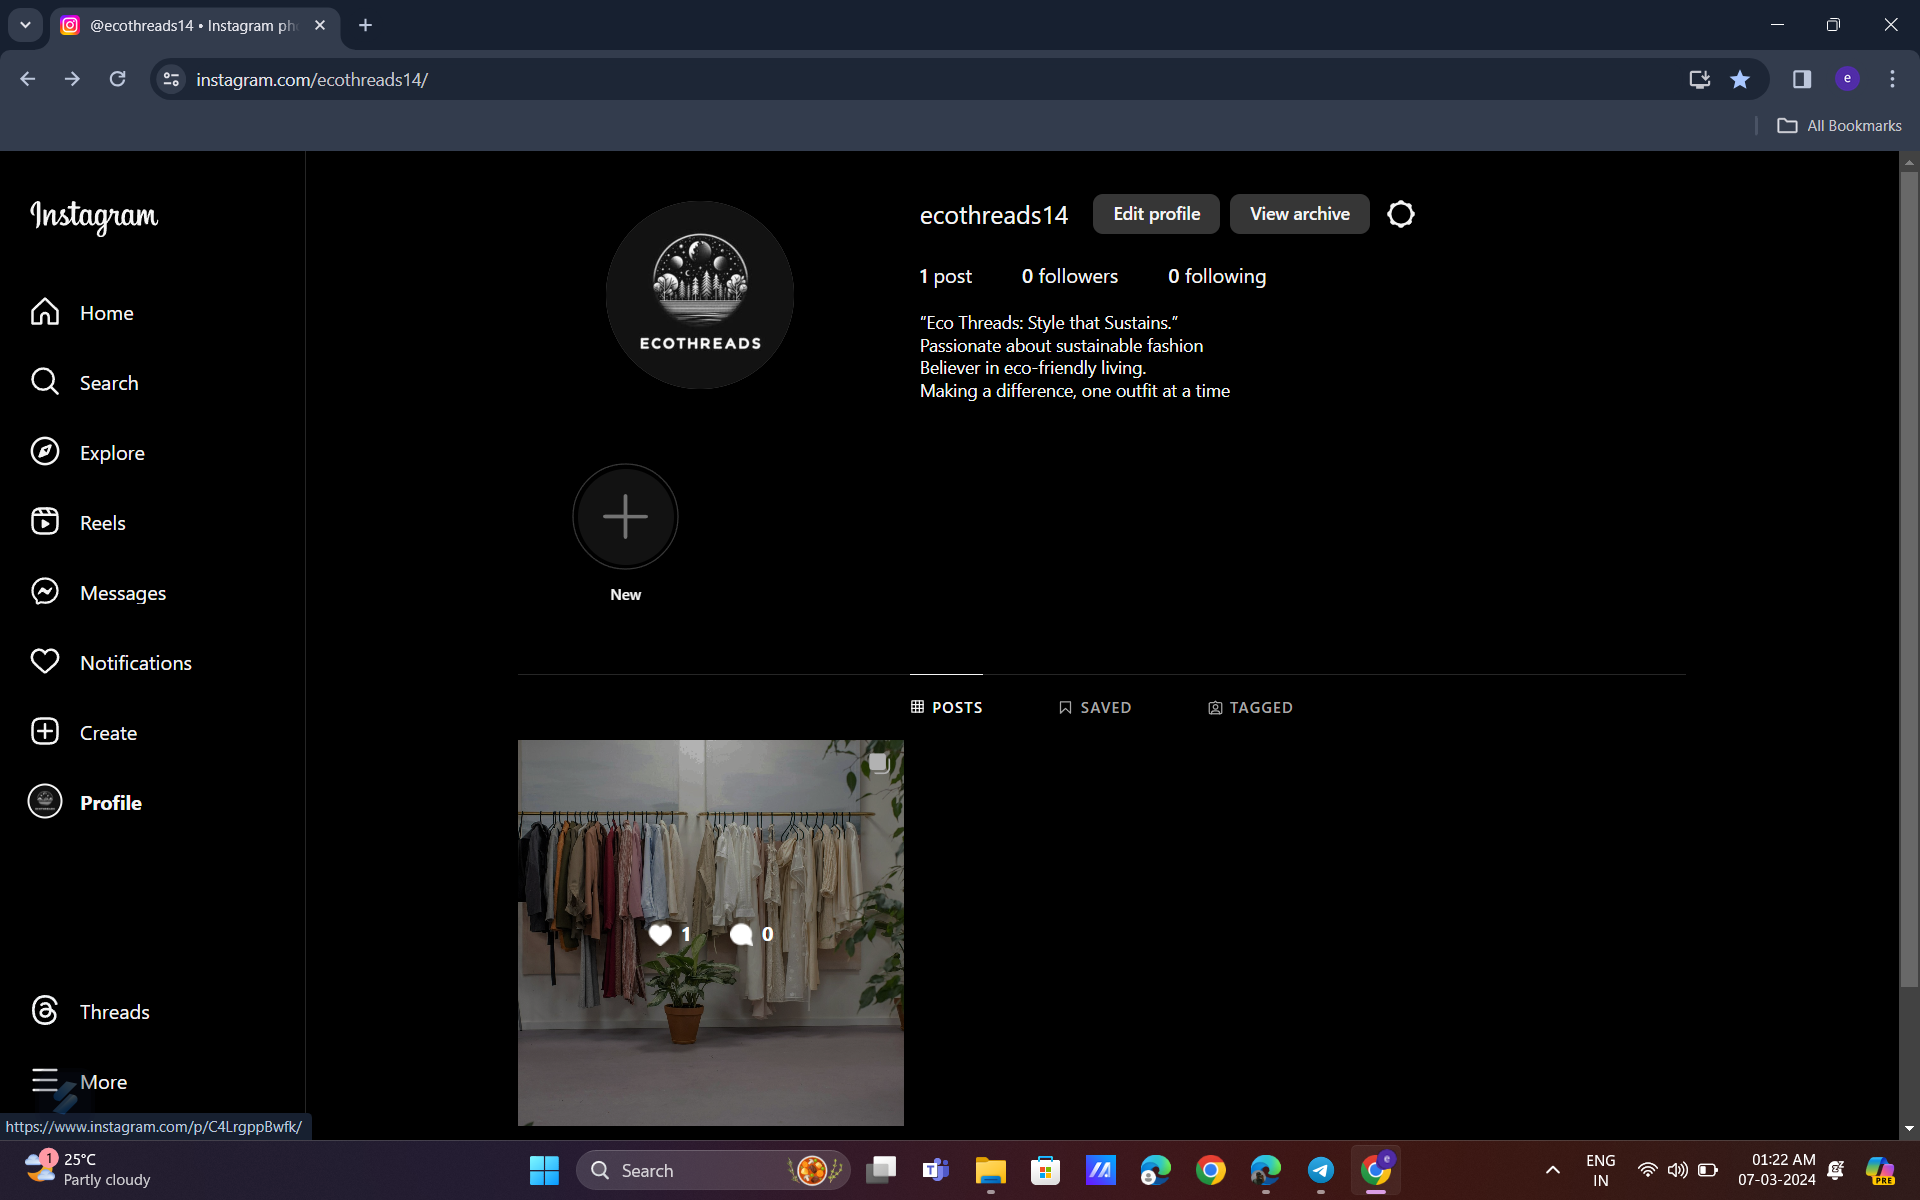 @ecothreads14 • Instagram pho
instagram.com/ecothreads14/
e
All Bookmarks
Instagram
Home
Search
Explore
Reels
Messages
Notifications
Create
Profile
Threads
More
ECOTHREADS
ecothreads14 Edit profile View archive
1 post 0 followers 0 following
“Eco Threads: Style that Sustains.”
Passionate about sustainable fashion
Believer in eco-friendly living.
Making a difference, one outfit at a time
New
POSTS SAVED TAGGED
1 0
https://www.instagram.com/p/C4LrgppBwfk/
1
25°C
Partly cloudy
Search
e
ENG
IN
01:22 AM
07-03-2024
PRE